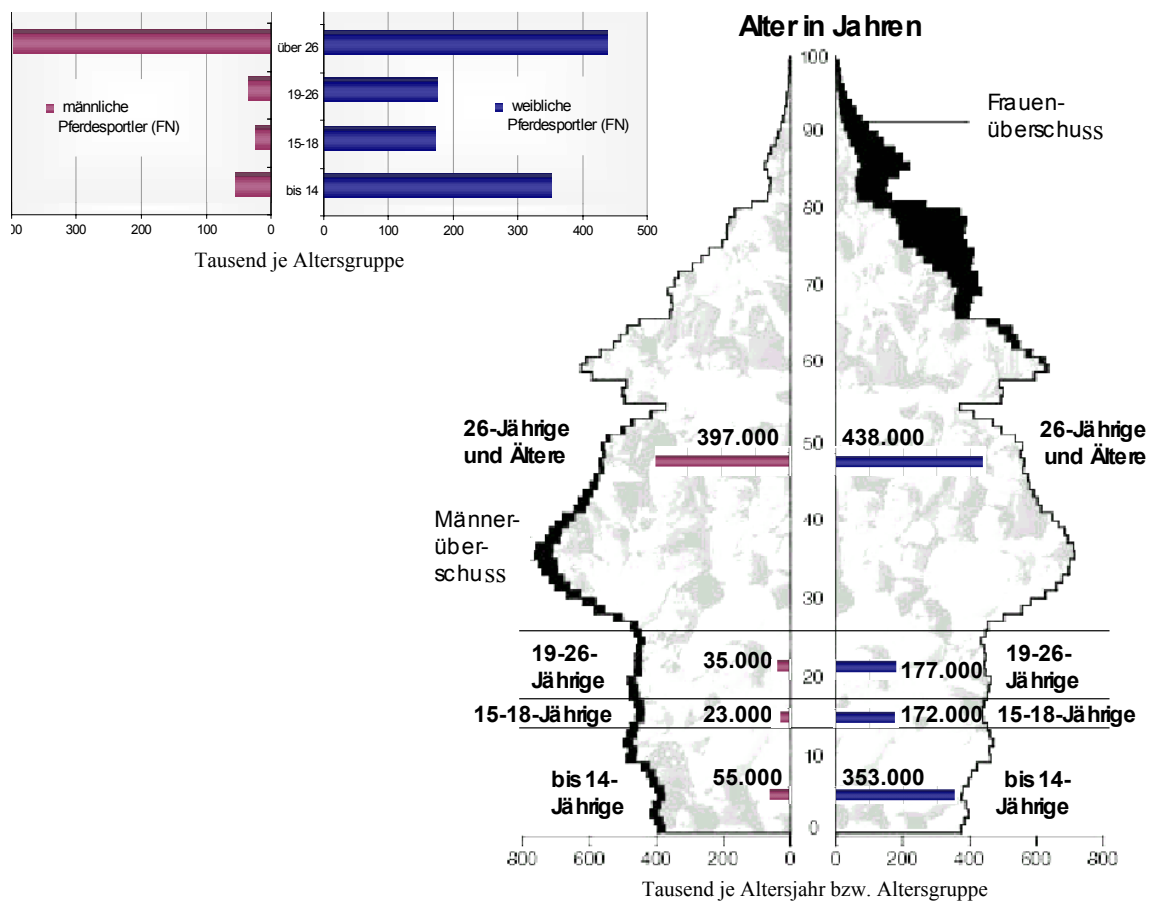 über 26
19-26
15-18
bis 14
männliche
Pferdesportler (FN)
weibliche
Pferdesportler (FN)
00 300 200 100 0
0 100 200 300 400 500
Tausend je Altersgruppe
Alter in Jahren
100
90
80
70
60
50
40
30
20
10
0
Frauen-
überschuss
26-Jährige
und Ältere
397.000
438.000
26-Jährige
und Ältere
Männer-
über-
schuss
19-26-
Jährige
35.000
177.000
19-26-
Jährige
15-18-Jährige
23.000
172.000
15-18-Jährige
bis 14-
Jährige
55.000
353.000
bis 14-
Jährige
800 600 400 200 0
0 200 400 600 800
Tausend je Altersjahr bzw. Altersgruppe